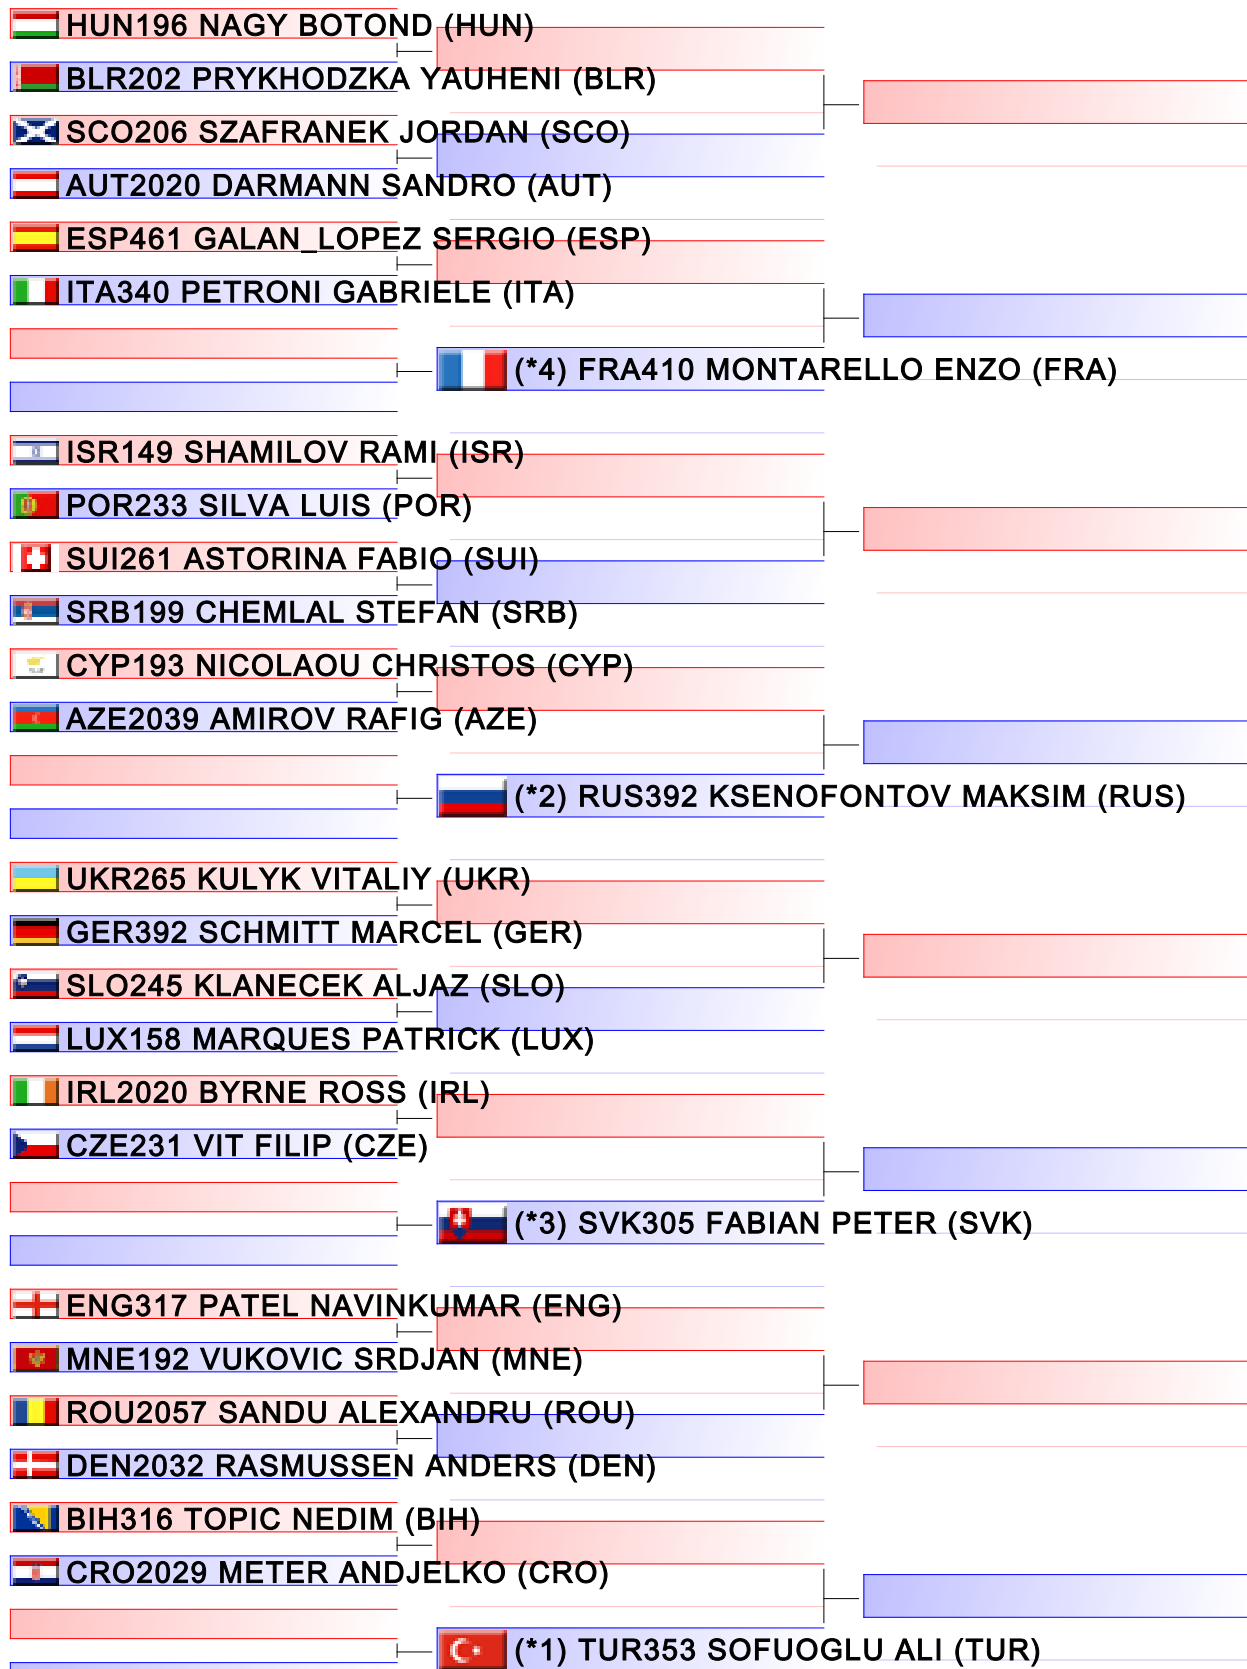 HUN196 NAGY BOTOND (HUN)
BLR202 PRYKHODZKA YAUHENI (BLR)
SCO206 SZAFRANEK JORDAN (SCO)
AUT2020 DARMANN SANDRO (AUT)
ESP461 GALAN_LOPEZ SERGIO (ESP)
ITA340 PETRONI GABRIELE (ITA)
(*4) FRA410 MONTARELLO ENZO (FRA)
ISR149 SHAMILOV RAMI (ISR)
POR233 SILVA LUIS (POR)
SUI261 ASTORINA FABIO (SUI)
SRB199 CHEMLAL STEFAN (SRB)
CYP193 NICOLAOU CHRISTOS (CYP)
AZE2039 AMIROV RAFIG (AZE)
(*2) RUS392 KSENOFONTOV MAKSIM (RUS)
UKR265 KULYK VITALIY (UKR)
GER392 SCHMITT MARCEL (GER)
SLO245 KLANECEK ALJAZ (SLO)
LUX158 MARQUES PATRICK (LUX)
IRL2020 BYRNE ROSS (IRL)
CZE231 VIT FILIP (CZE)
(*3) SVK305 FABIAN PETER (SVK)
ENG317 PATEL NAVINKUMAR (ENG)
MNE192 VUKOVIC SRDJAN (MNE)
ROU2057 SANDU ALEXANDRU (ROU)
DEN2032 RASMUSSEN ANDERS (DEN)
BIH316 TOPIC NEDIM (BIH)
CRO2029 METER ANDJELKO (CRO)
(*1) TUR353 SOFUOGLU ALI (TUR)